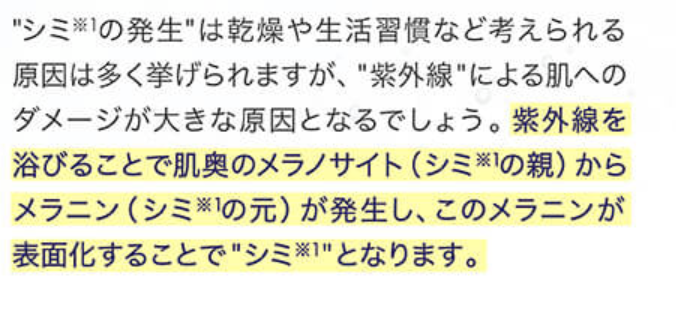 "シミ※1の発生"は乾燥や生活習慣など考えられる
原因は多く挙げられますが、"紫外線"による肌への
ダメージが大きな原因となるでしょう。紫外線を
浴びることで肌奥のメラノサイト（シミ※1の親）から
メラニン（シミ※1の元）が発生し、このメラニンが
表面化することで"シミ※1"となります。